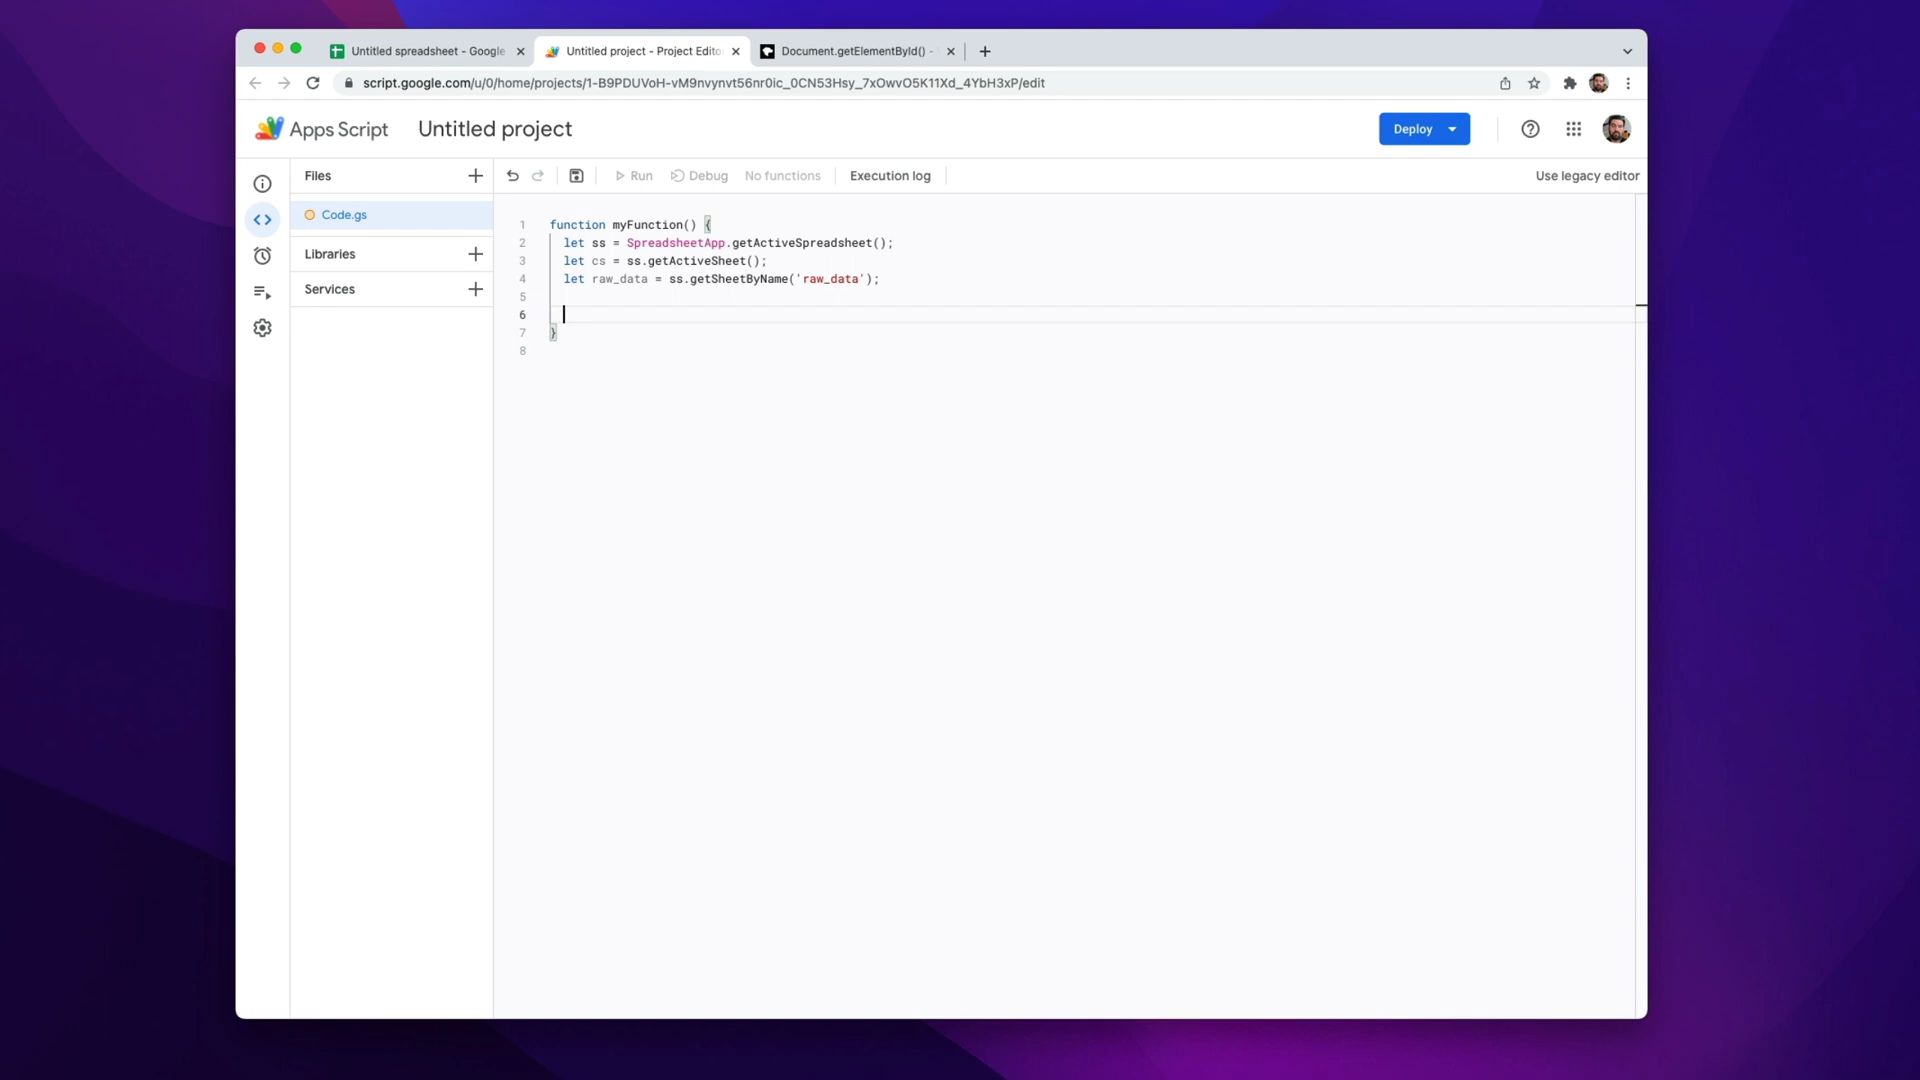 Untitled spreadsheet - Google
Untitled project - Project Edito
Document.getElementById() -
script.google.com/u/0/home/projects/1-B9PDUVoH-vM9nvynvt56nr0ic_0CN53Hsy_7xOwvO5K11Xd_4YbH3xP/edit
Apps Script
Untitled project
Deploy
Files
Run
Debug
No functions
Execution log
Use legacy editor
Code.gs
Libraries
Services
1 function myFunction() {
2 let ss = SpreadsheetApp.getActiveSpreadsheet();
3 let cs = ss.getActiveSheet();
4 let raw_data = ss.getSheetByName('raw_data');
5
6
7 }
8